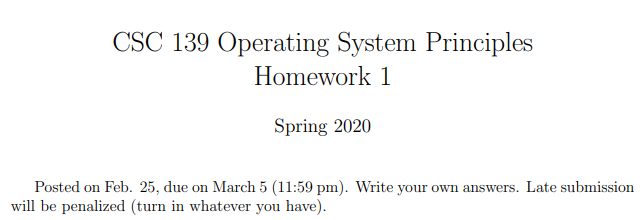 CSC 139 Operating System Principles
Homework 1
Spring 2020
Posted on Feb. 25, due on March 5 (11:59 pm). Write your own answers. Late submission
will be penalized (turn in whatever you have).